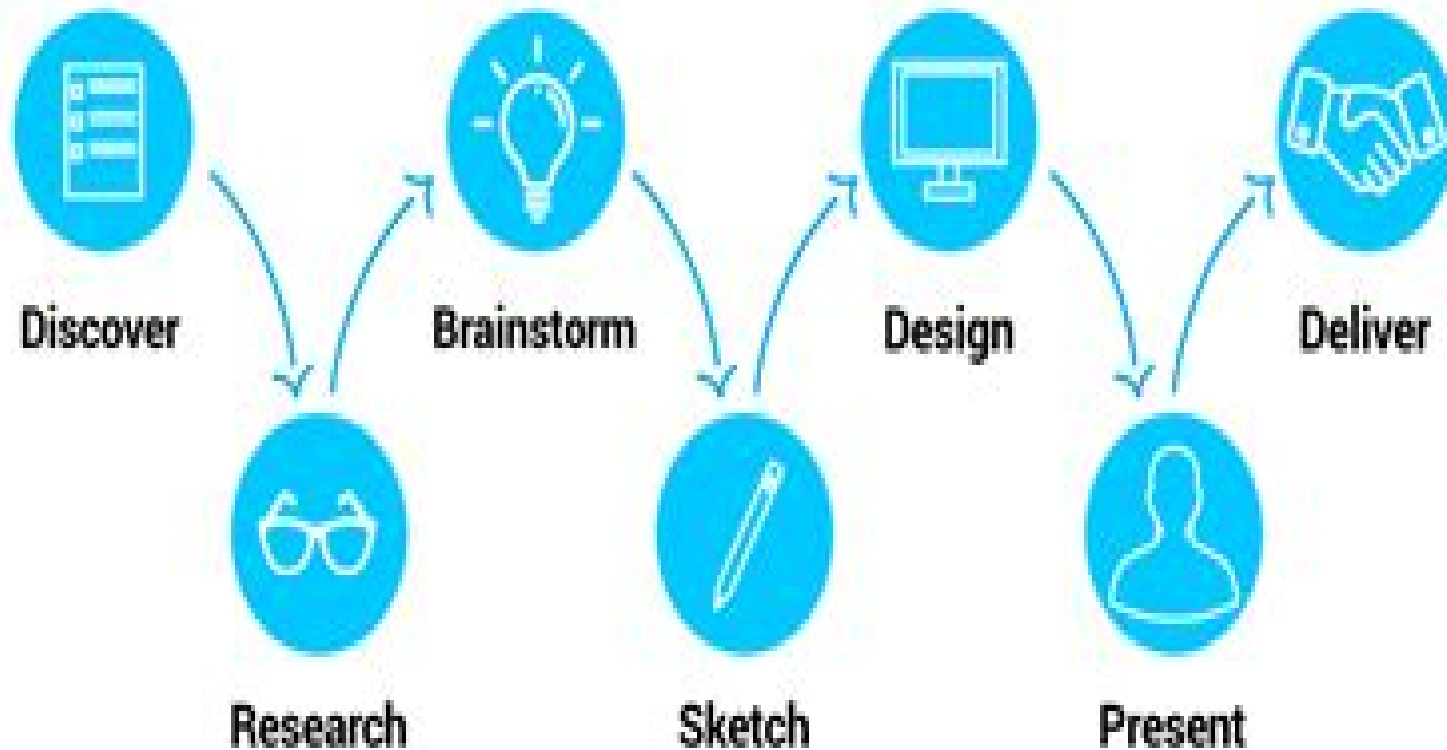 Discover
Brainstorm
Design
Deliver
Research
Sketch
Present